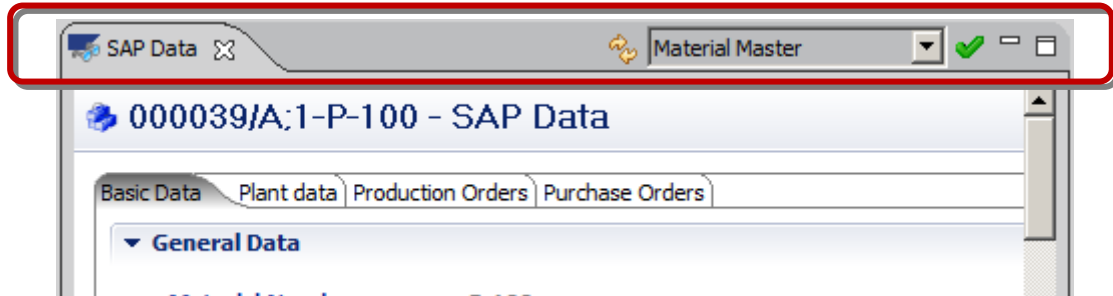 SAP Data Material Master
000039/A;1-P-100 - SAP Data
Basic Data Plant data Production Orders Purchase Orders
General Data